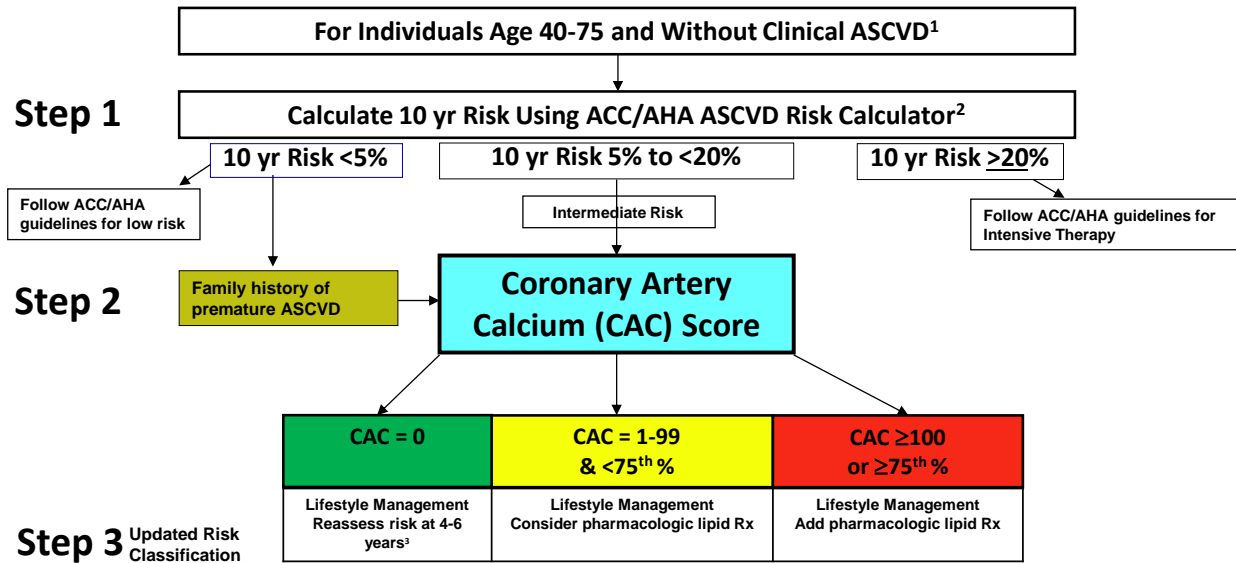 For Individuals Age 40-75 and Without Clinical ASCVD¹
Step 1
Calculate 10 yr Risk Using ACC/AHA ASCVD Risk Calculator²
10 yr Risk <5%
10 yr Risk 5% to <20%
10 yr Risk >20%
Follow ACC/AHA
guidelines for low risk
Intermediate Risk
Follow ACC/AHA guidelines for
Intensive Therapy
Step 2
Family history of
premature ASCVD
Coronary Artery
Calcium (CAC) Score
CAC = 0
CAC = 1-99
& <75th %
CAC ≥100
or ≥75th %
Step 3
Updated Risk
Classification
Lifestyle Management
Reassess risk at 4-6
years³
Lifestyle Management
Consider pharmacologic lipid Rx
Lifestyle Management
Add pharmacologic lipid Rx